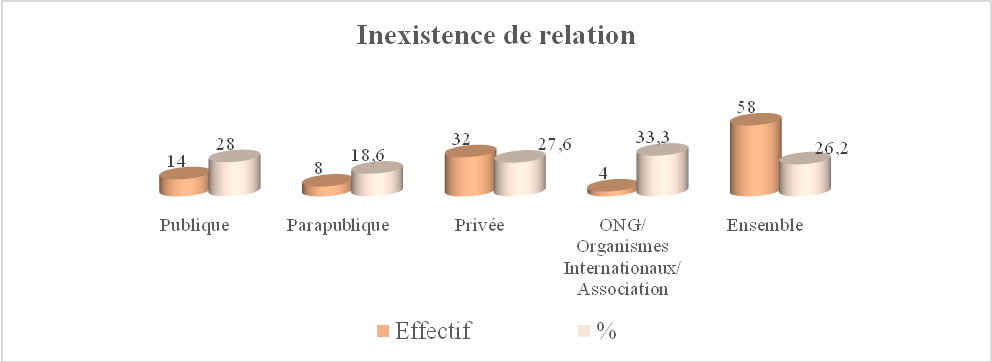 Inexistence de relation
14
28
8
18,6
32
27,6
4
33,3
58
26,2
Publique
Parapublique
Privée
ONG/
Organismes
Internationaux/
Association
Ensemble
Effectif
%